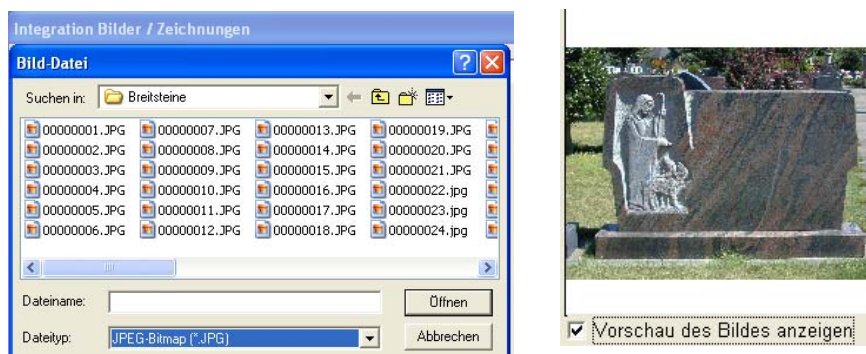 Integration Bilder / Zeichnungen
Bild-Datei
Suchen in: Breitsteine
00000001.JPG 00000007.JPG 00000013.JPG 00000019.JPG
00000002.JPG 00000008.JPG 00000014.JPG 00000020.JPG
00000003.JPG 00000009.JPG 00000015.JPG 00000021.JPG
00000004.JPG 00000010.JPG 00000016.JPG 00000022.jpg
00000005.JPG 00000011.JPG 00000017.JPG 00000023.jpg
00000006.JPG 00000012.JPG 00000018.JPG 00000024.jpg
Dateiname: Öffnen
Dateityp: JPEG-Bitmap (*.JPG) Abbrechen
Vorschau des Bildes anzeigen